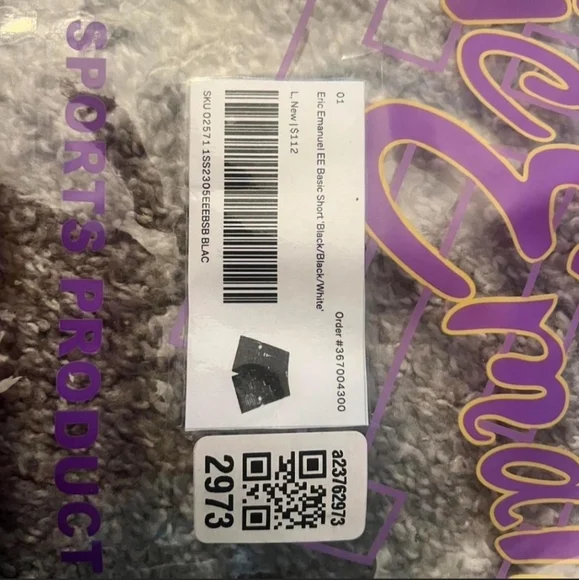 01
Order #367004300
Eric Emanuel EE Basic Short 'Black/Black/White'
L, New | $112
SKU 02571 1SS2305EEEBSB BLAC
a23762973
2973
SPORTS PRODUCT